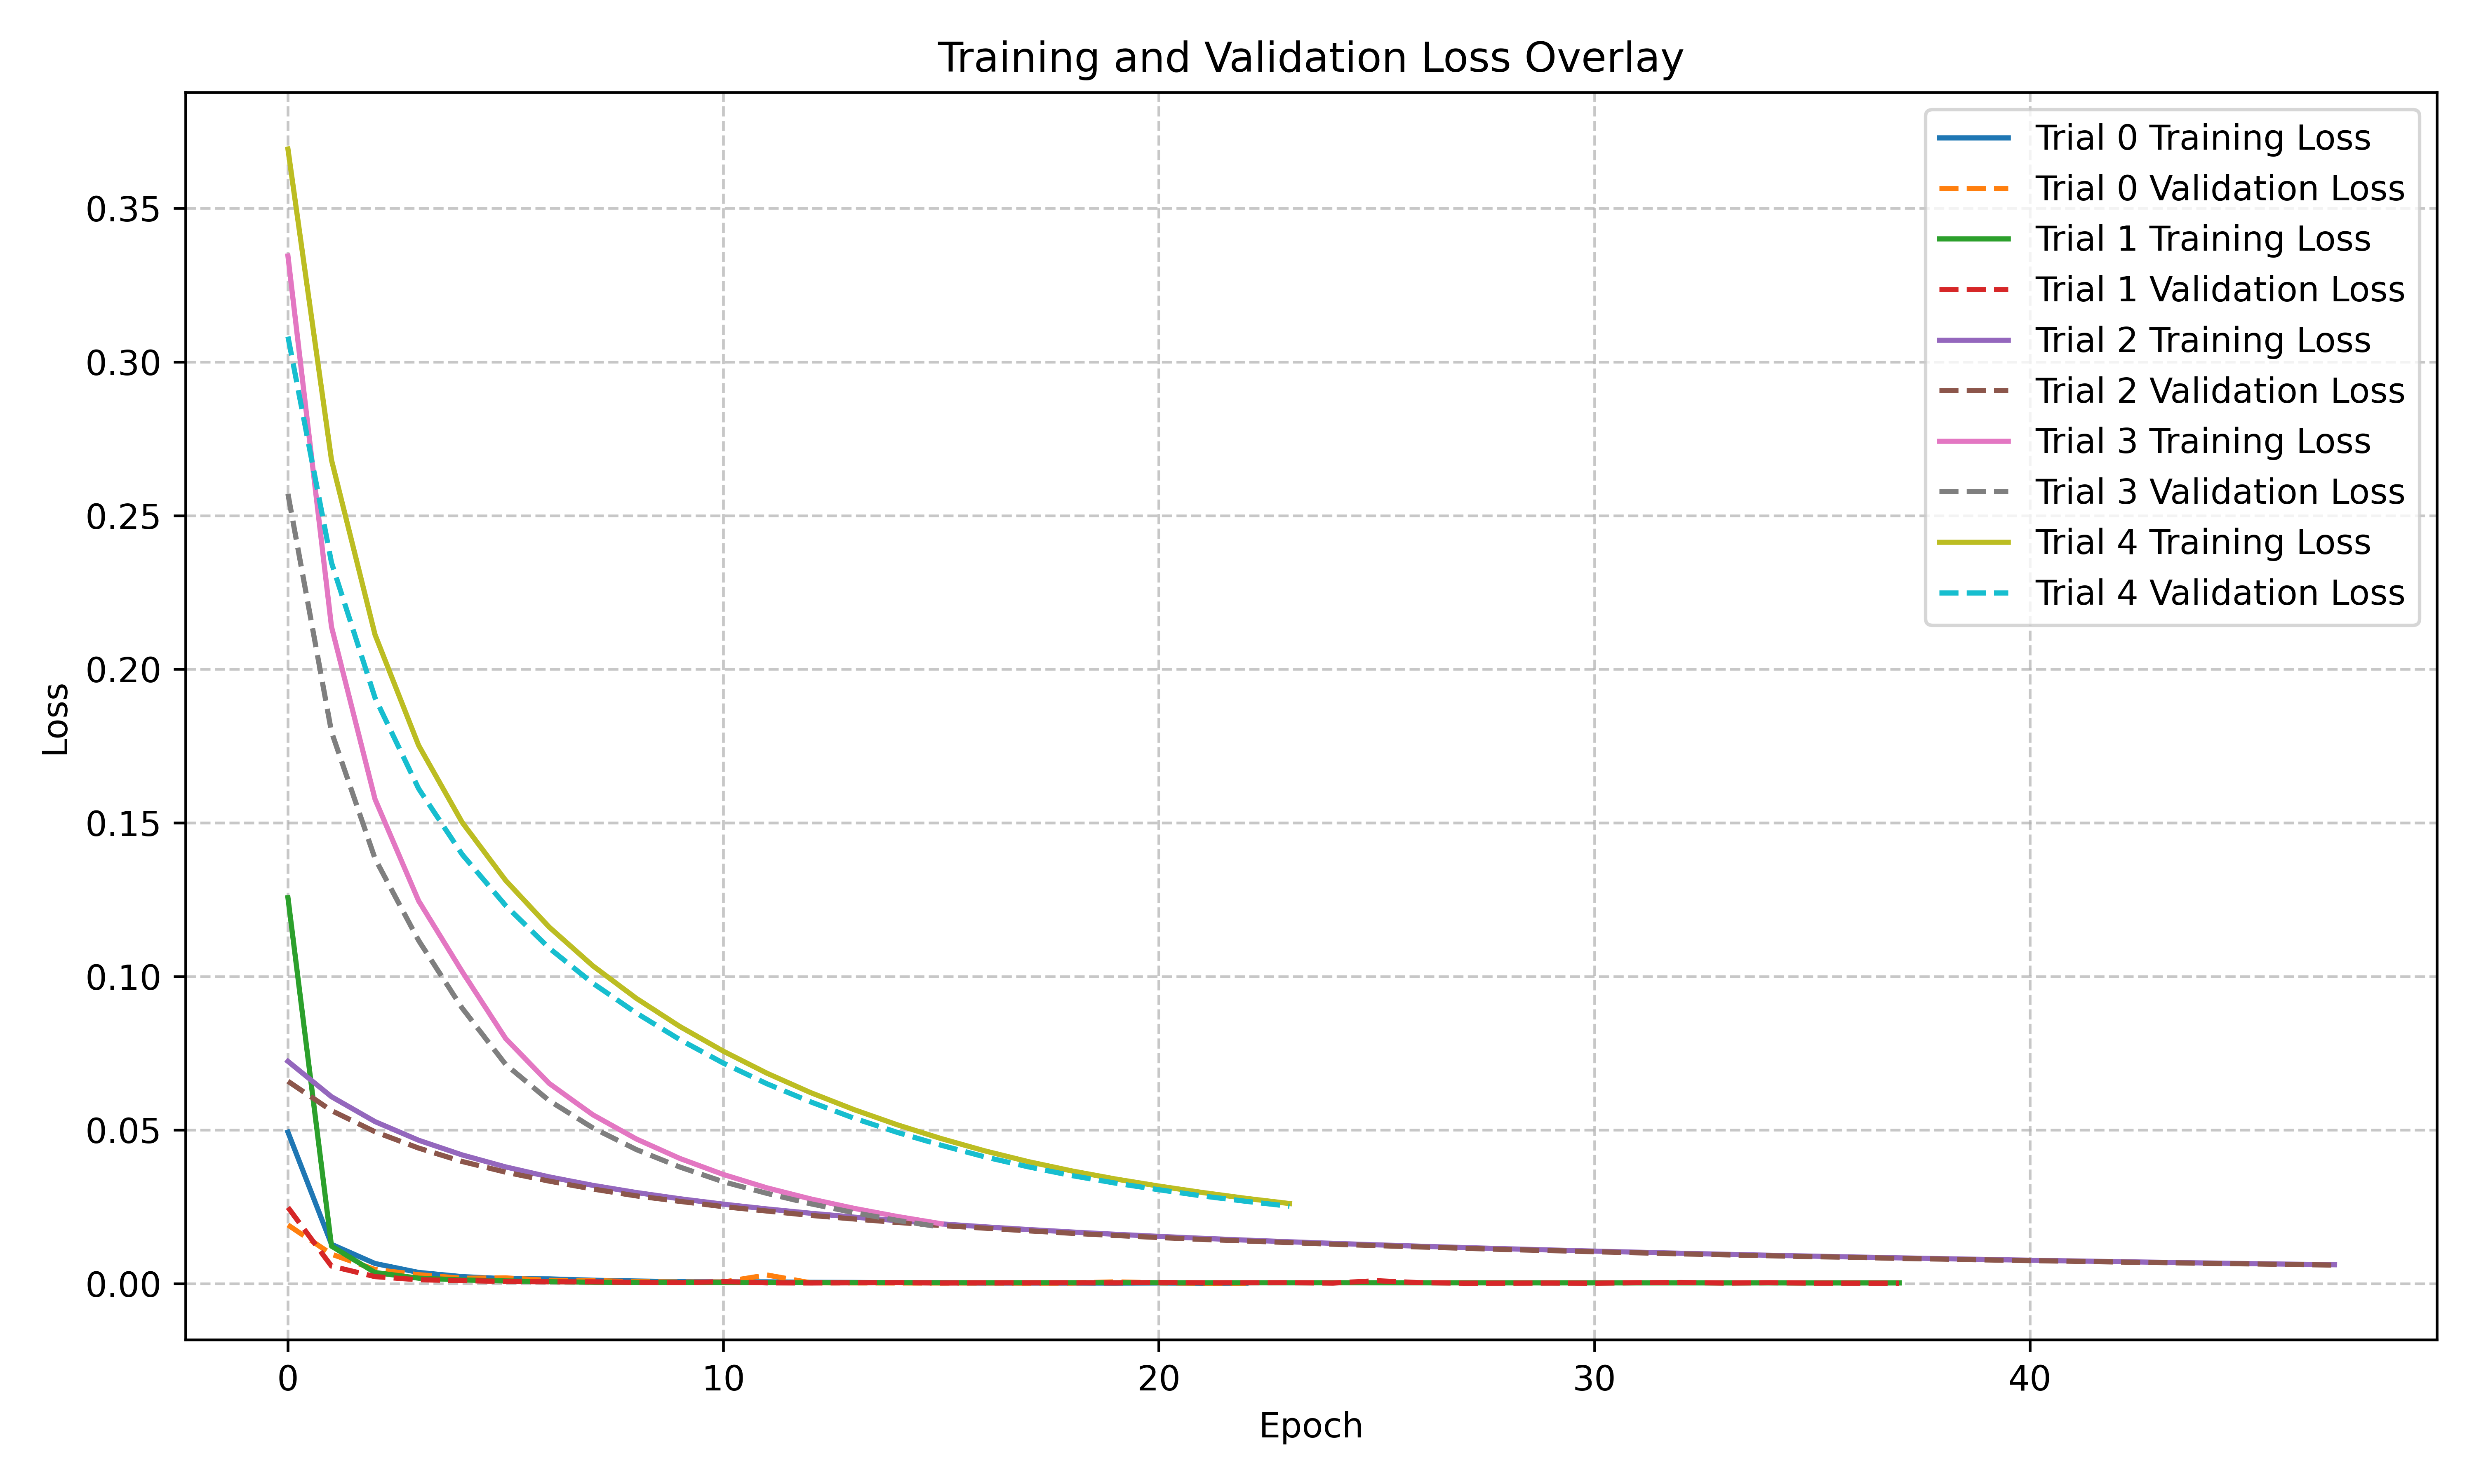 Training and Validation Loss Overlay
Trial 0 Training Loss
Trial 0 Validation Loss
Trial 1 Training Loss
Trial 1 Validation Loss
Trial 2 Training Loss
Trial 2 Validation Loss
Trial 3 Training Loss
Trial 3 Validation Loss
Trial 4 Training Loss
Trial 4 Validation Loss
0.35
0.30
0.25
0.20
0.15
0.10
0.05
0.00
Loss
0 10 20 30 40
Epoch